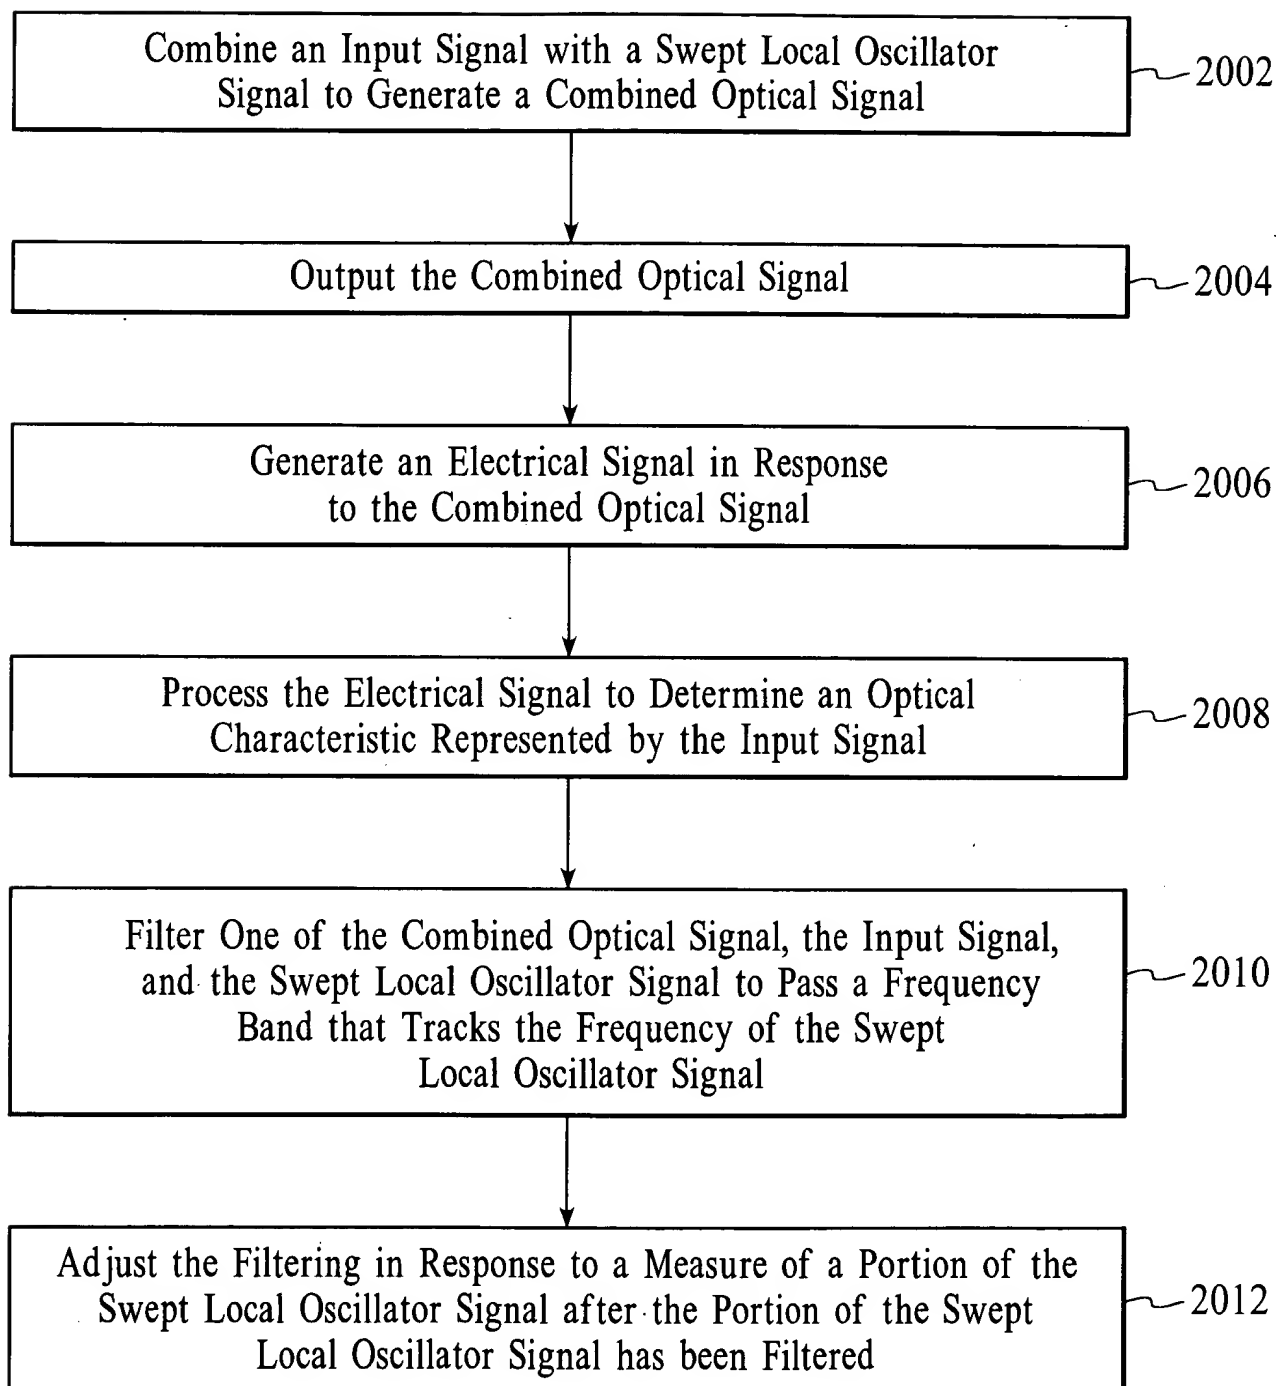 Combine an Input Signal with a Swept Local Oscillator
Signal to Generate a Combined Optical Signal
2002
Output the Combined Optical Signal
2004
Generate an Electrical Signal in Response
to the Combined Optical Signal
2006
Process the Electrical Signal to Determine an Optical
Characteristic Represented by the Input Signal
2008
Filter One of the Combined Optical Signal, the Input Signal,
and the Swept Local Oscillator Signal to Pass a Frequency
Band that Tracks the Frequency of the Swept
Local Oscillator Signal
2010
Adjust the Filtering in Response to a Measure of a Portion of the
Swept Local Oscillator Signal after the Portion of the Swept
Local Oscillator Signal has been Filtered
2012